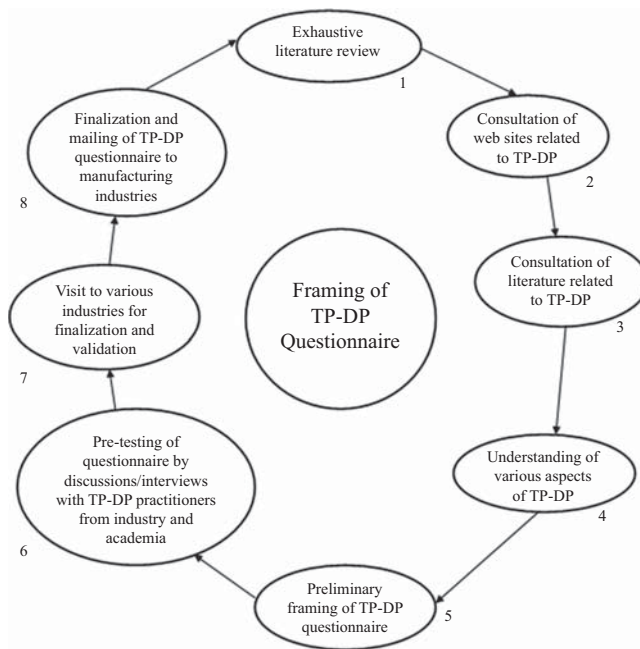 Exhaustive
literature review
1
Consultation of
web sites related
to TP-DP
2
Consultation of
literature related
to TP-DP
3
Understanding of
various aspects
of TP-DP
4
Preliminary
framing of TP-DP
questionnaire
5
Pre-testing of
questionnaire by
discussions/interviews
with TP-DP practitioners
from industry and
academia
6
Visit to various
industries for
finalization and
validation
7
Finalization and
mailing of TP-DP
questionnaire to
manufacturing
industries
8
Framing of
TP-DP
Questionnaire